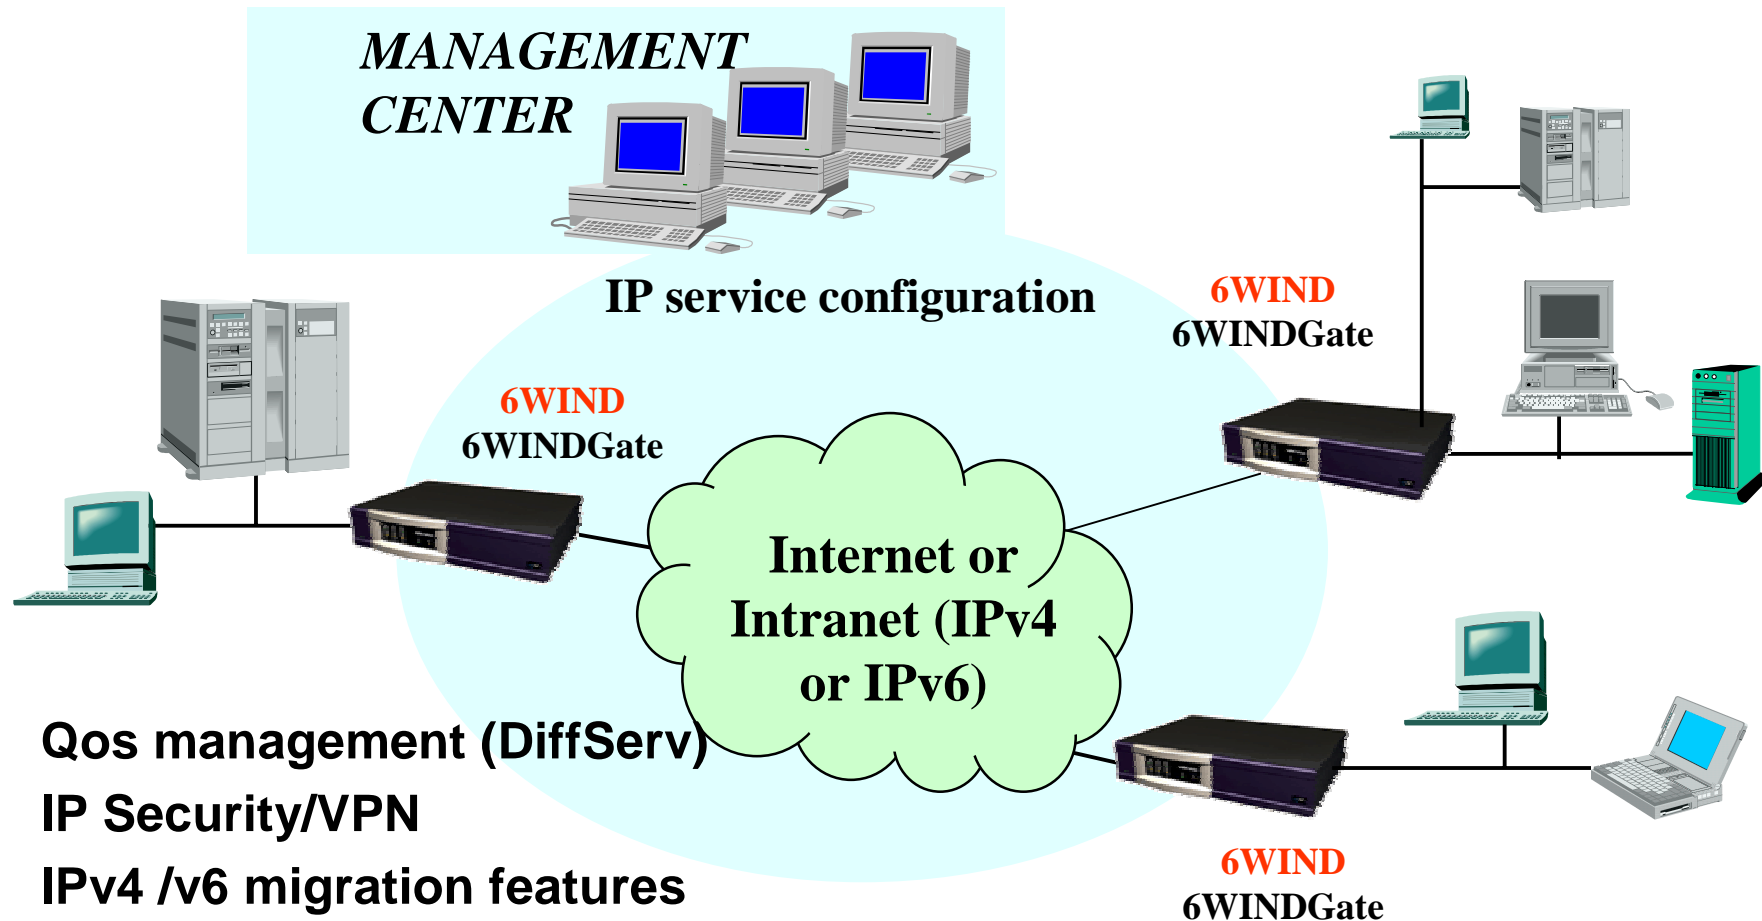 MANAGEMENT
CENTER
IP service configuration
6WIND
6WINDGate
6WIND
6WINDGate
Internet or
Intranet (IPv4
or IPv6)
Qos management (DiffServ)
IP Security/VPN
IPv4 /v6 migration features
6WIND
6WINDGate